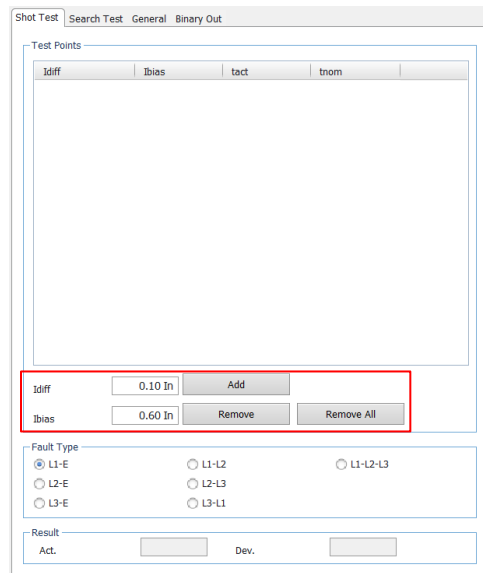 Shot Test Search Test General Binary Out
Test Points
Idiff Ibias tact tnom
Idiff 0.10 In Add
Ibias 0.60 In Remove Remove All
Fault Type
L1-E L1-L2 L1-L2-L3
L2-E L2-L3
L3-E L3-L1
Result
Act. Dev.